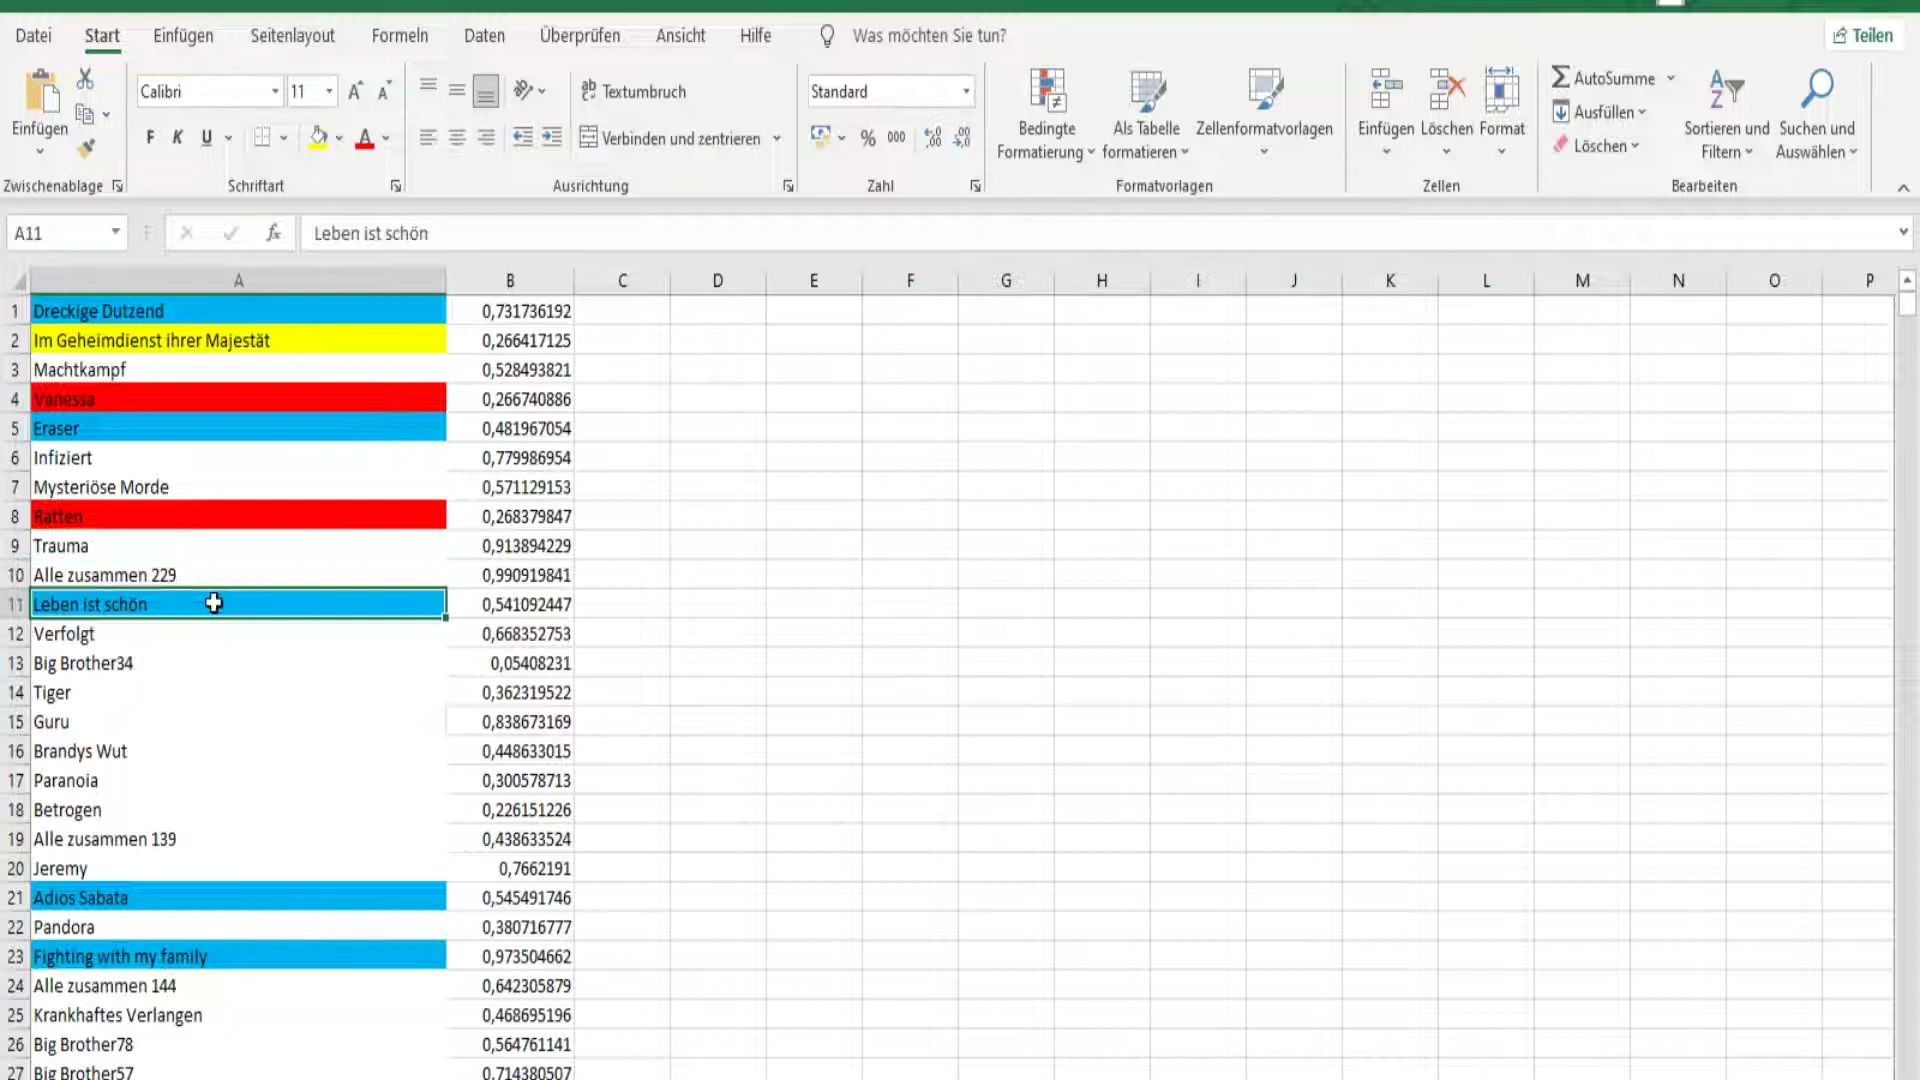 Datei Start Einfügen Seitenlayout Formeln Daten Überprüfen Ansicht Hilfe Was möchten Sie tun? Teilen
Calibri 11 Textumbruch Standard AutoSumme
Einfügen Bedingte Als Tabelle Zellenformatvorlagen Einfügen Löschen Format Ausfüllen Sortieren und Suchen und
F K U Verbinden und zentrieren % 000 Formatierung formatieren Löschen Filtern Auswählen
Zwischenablage Schriftart Ausrichtung Zahl Formatvorlagen Zellen Bearbeiten
A11 fx Leben ist schön
A B C D E F G H I J K L M N O P
1 Dreckige Dutzend 0,731736192
2 Im Geheimdienst ihrer Majestät 0,266417125
3 Machtkampf 0,528493821
4 Vanessa 0,266740886
5 Eraser 0,481967054
6 Infiziert 0,779986954
7 Mysteriöse Morde 0,571129153
8 Ratten 0,268379847
9 Trauma 0,913894229
10 Alle zusammen 229 0,990919841
11 Leben ist schön 0,541092447
12 Verfolgt 0,668352753
13 Big Brother34 0,05408231
14 Tiger 0,362319522
15 Guru 0,838673169
16 Brandys Wut 0,448633015
17 Paranoia 0,300578713
18 Betrogen 0,226151226
19 Alle zusammen 139 0,438633524
20 Jeremy 0,7662191
21 Adios Sabata 0,545491746
22 Pandora 0,380716777
23 Fighting with my family 0,973504662
24 Alle zusammen 144 0,642305879
25 Krankhaftes Verlangen 0,468695196
26 Big Brother78 0,564761141
27 Big Brother57 0,714380507